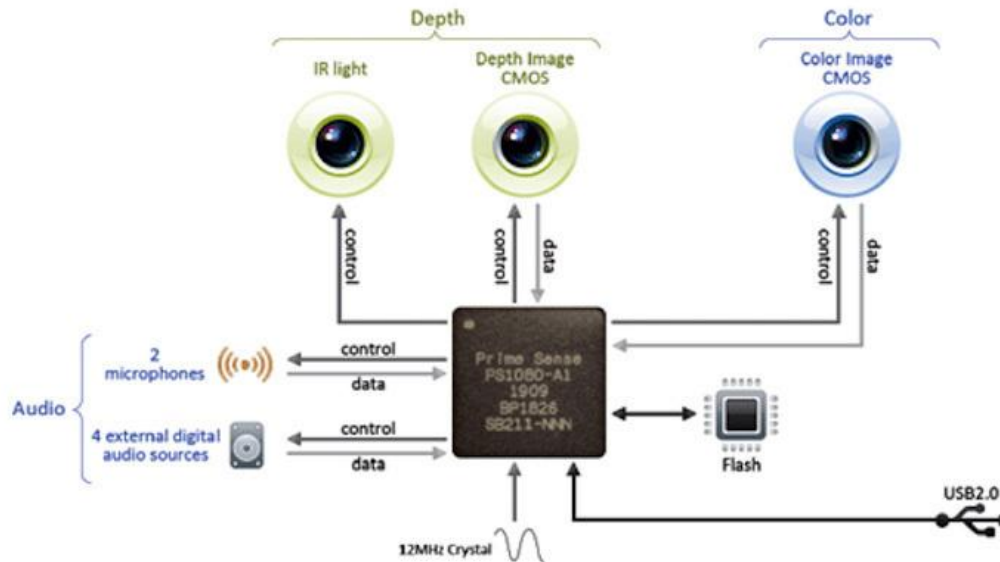 Depth
Color
IR light
Depth Image
CMOS
Color Image
CMOS
control
control
data
control
data
Prime Sense
PS1080-A1
1909
BP1826
SB211-NNN
Audio
2
microphones
control
data
4 external digital
audio sources
control
data
Flash
USB2.0
12MHz Crystal